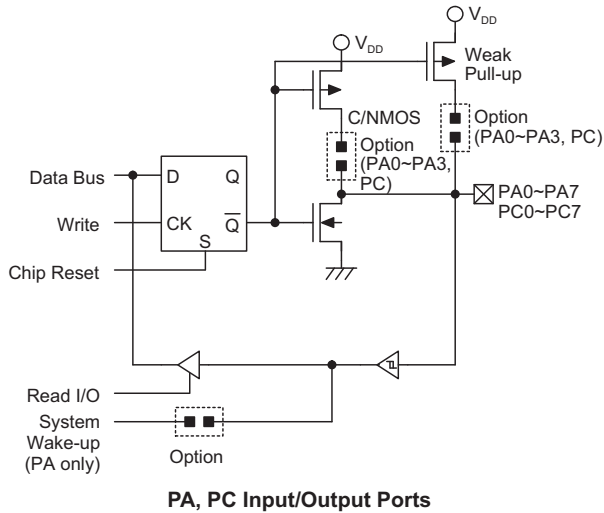 VDD
VDD
Weak
Pull-up
C/NMOS
Option
(PA0~PA3,
PC)
Option
(PA0~PA3, PC)
Data Bus
D
Q
Write
CK
Q
S
Chip Reset
PA0~PA7
PC0~PC7
Read I/O
System
Wake-up
(PA only)
Option
PA, PC Input/Output Ports